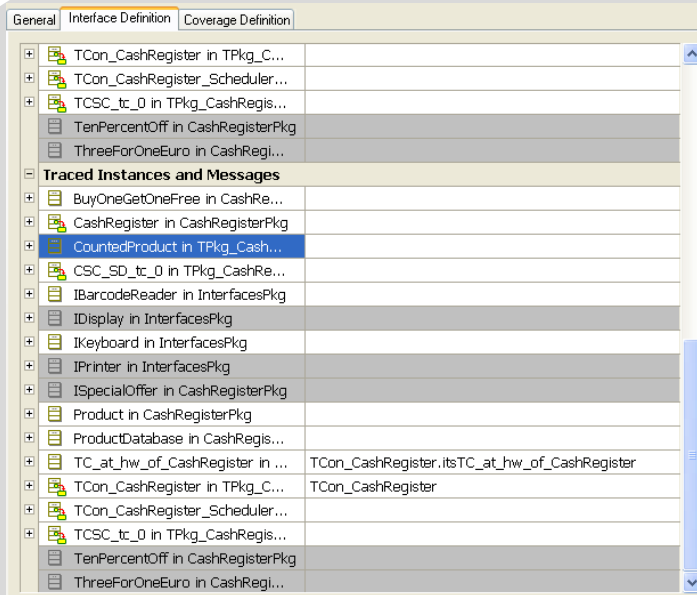 General Interface Definition Coverage Definition
TCon_CashRegister in TPkg_C...
TCon_CashRegister_Scheduler...
TCSC_tc_0 in TPkg_CashRegis...
TenPercentOff in CashRegisterPkg
ThreeForOneEuro in CashRegi...
Traced Instances and Messages
BuyOneGetOneFree in CashRe...
CashRegister in CashRegisterPkg
CountedProduct in TPkg_Cash...
CSC_SD_tc_0 in TPkg_CashRe...
IBarcodeReader in InterfacesPkg
IDisplay in InterfacesPkg
IKeyboard in InterfacesPkg
IPrinter in InterfacesPkg
ISpecialOffer in CashRegisterPkg
Product in CashRegisterPkg
ProductDatabase in CashRegis...
TC_at_hw_of_CashRegister in ... TCon_CashRegister.itsTC_at_hw_of_CashRegister
TCon_CashRegister in TPkg_C... TCon_CashRegister
TCon_CashRegister_Scheduler...
TCSC_tc_0 in TPkg_CashRegis...
TenPercentOff in CashRegisterPkg
ThreeForOneEuro in CashRegi...